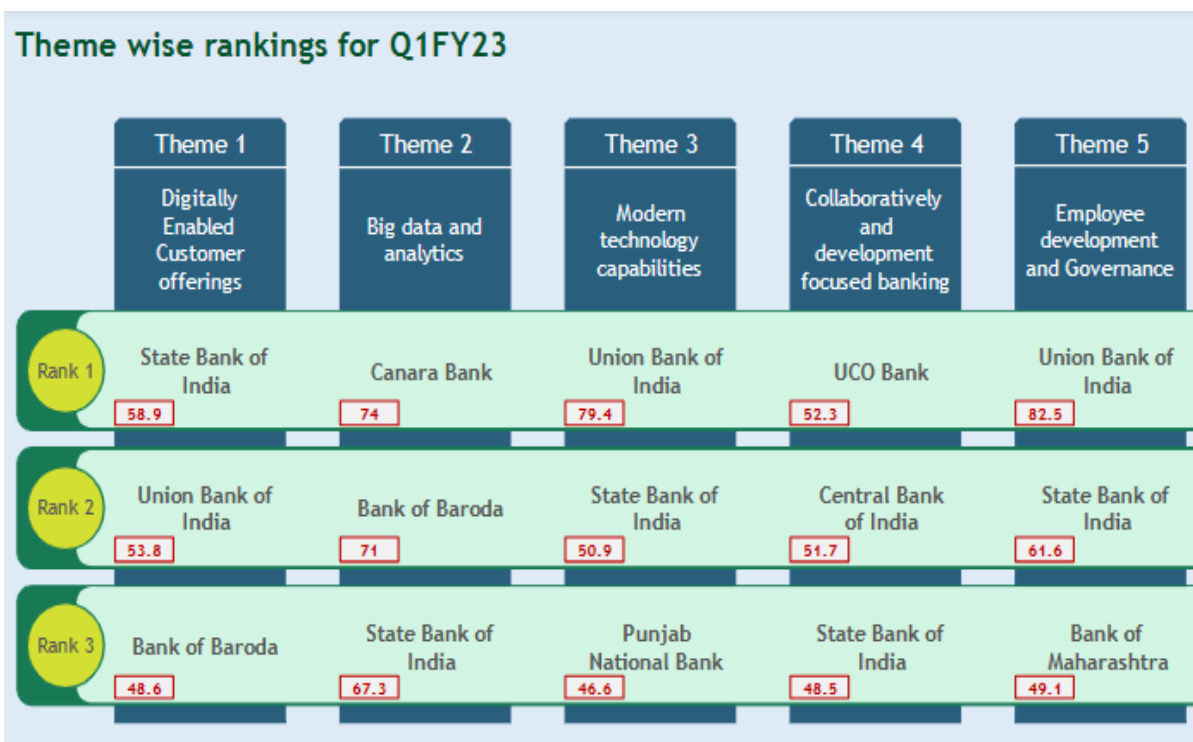 Theme wise rankings for Q1FY23
Theme 1
Theme 2
Theme 3
Theme 4
Theme 5
Digitally
Enabled
Customer
offerings
Big data and
analytics
Modern
technology
capabilities
Collaboratively
and
development
focused banking
Employee
development
and Governance
Rank 1
State Bank of
India
58.9
Canara Bank
74
Union Bank of
India
79.4
UCO Bank
52.3
Union Bank of
India
82.5
Rank 2
Union Bank of
India
53.8
Bank of Baroda
71
State Bank of
India
50.9
Central Bank
of India
51.7
State Bank of
India
61.6
Rank 3
Bank of Baroda
48.6
State Bank of
India
67.3
Punjab
National Bank
46.6
State Bank of
India
48.5
Bank of
Maharashtra
49.1